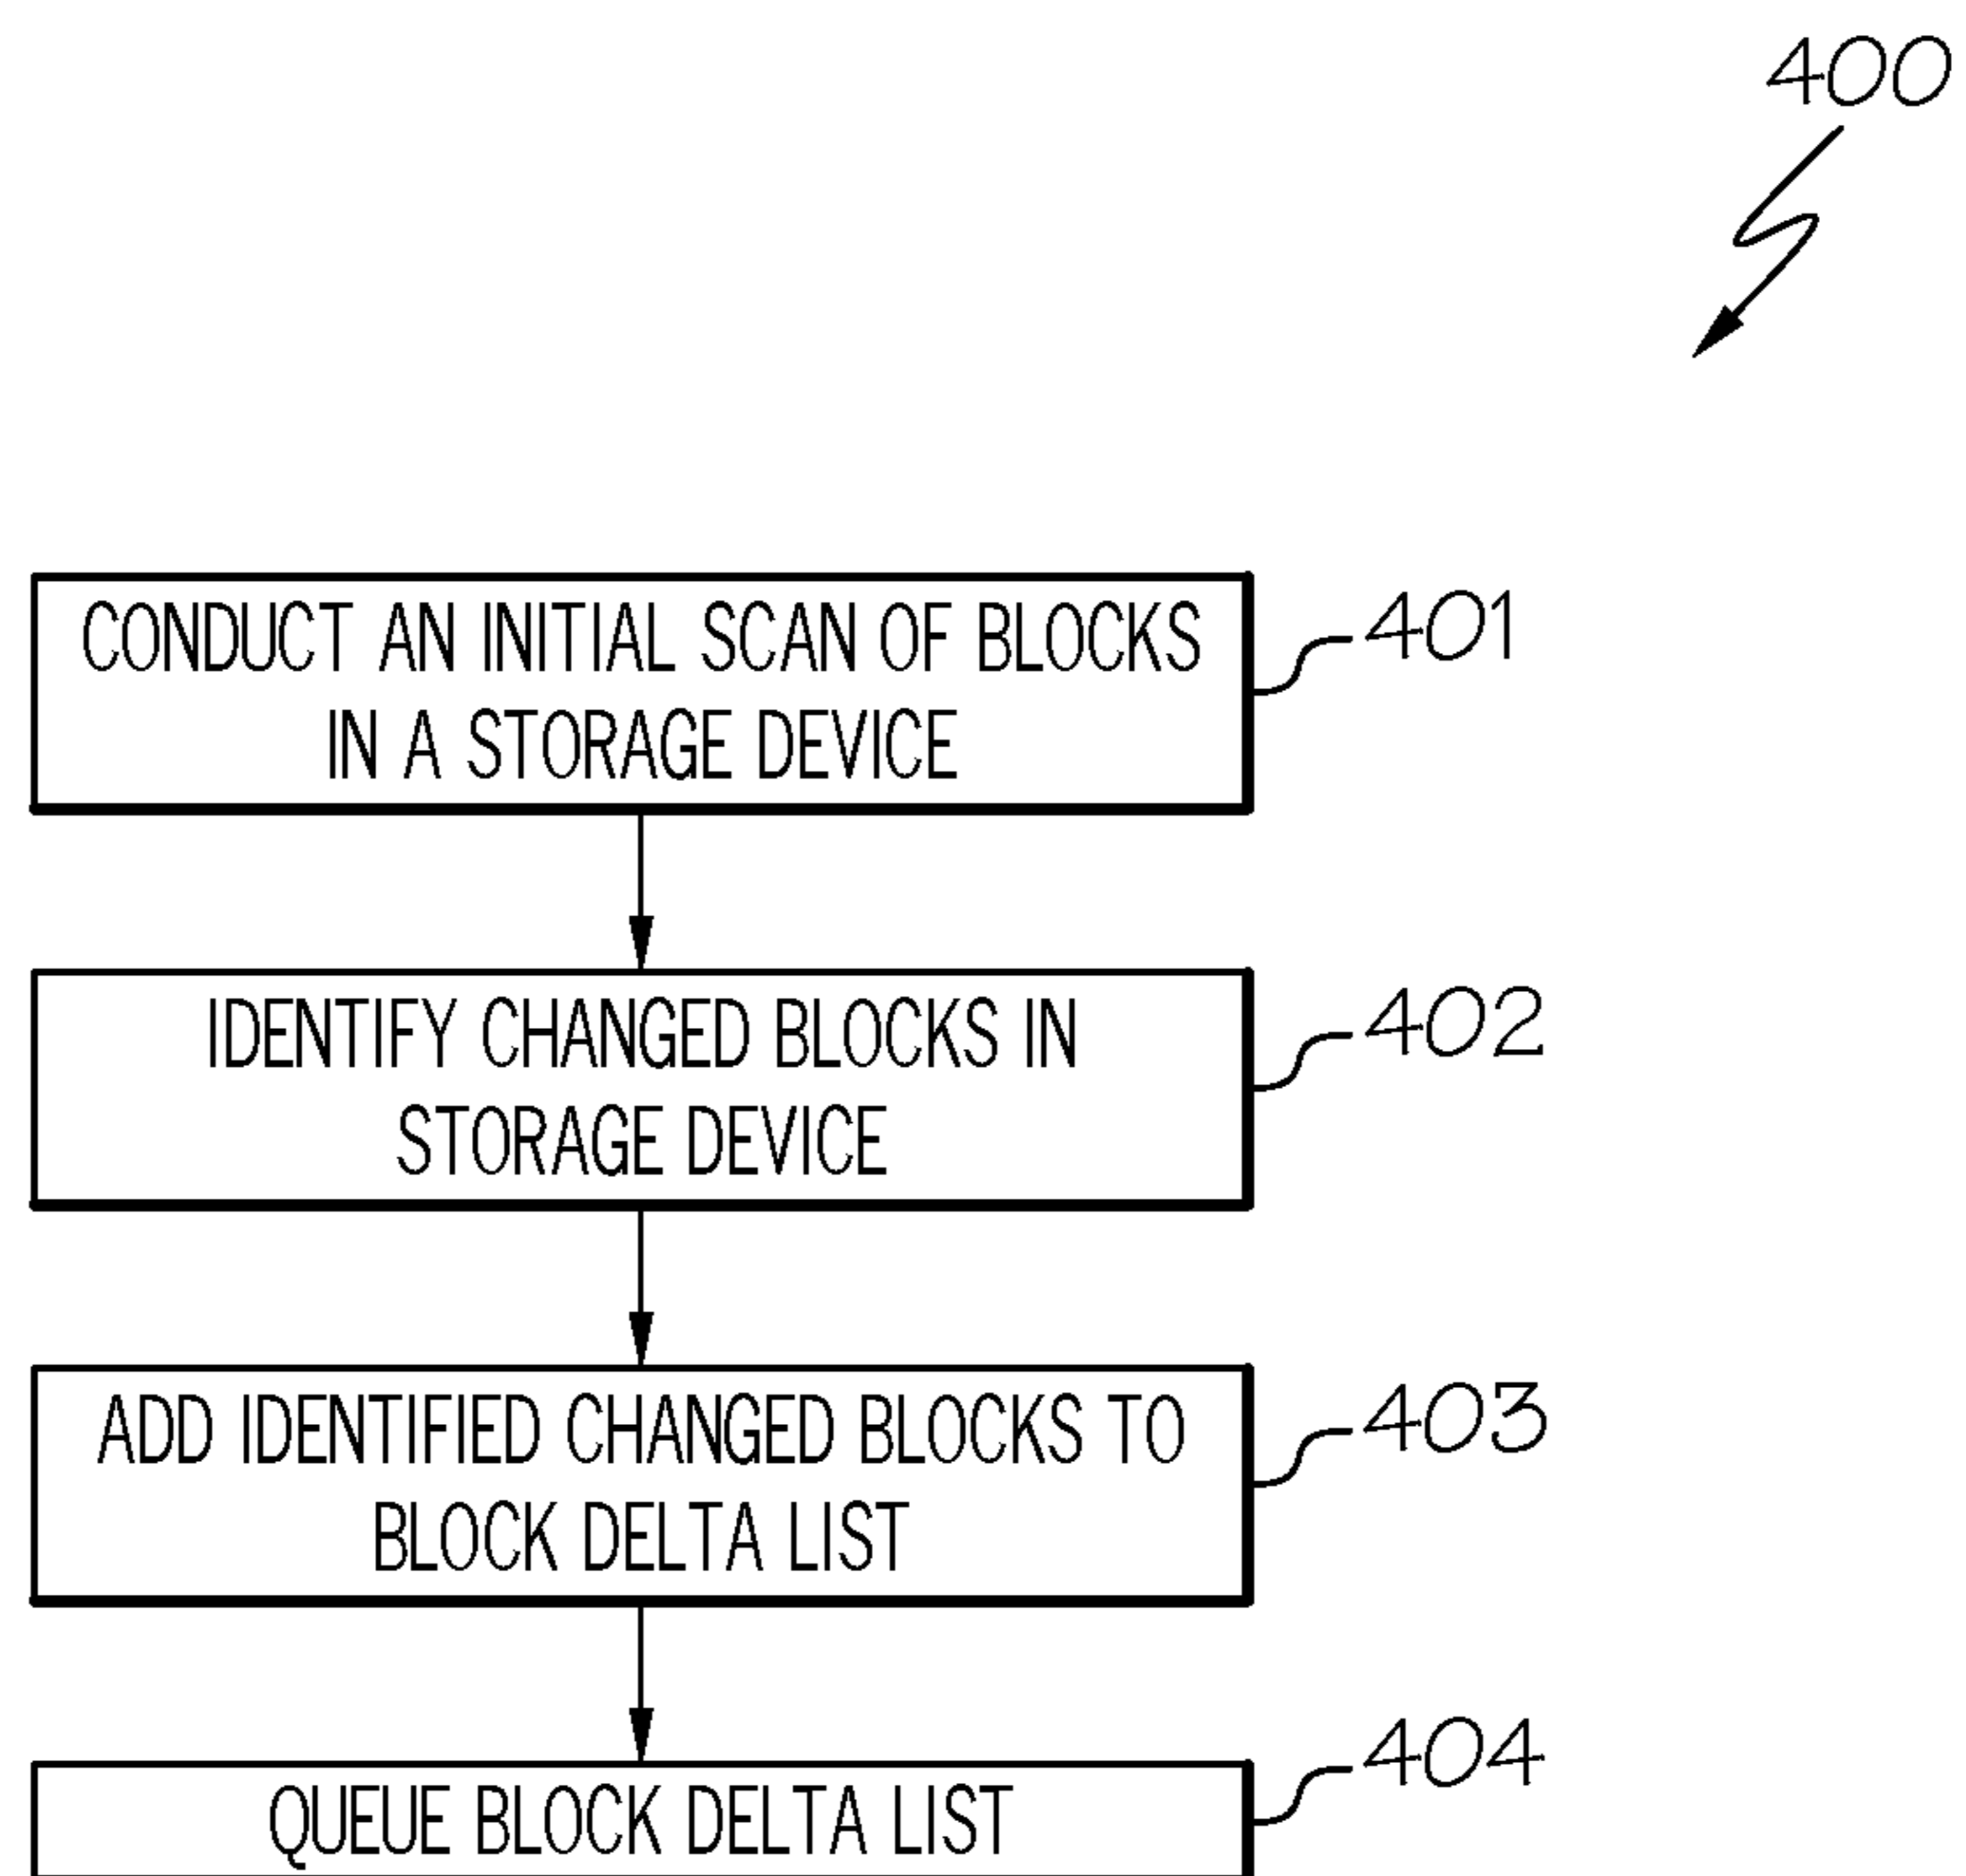 400
CONDUCT AN INITIAL SCAN OF BLOCKS
IN A STORAGE DEVICE
401
IDENTIFY CHANGED BLOCKS IN
STORAGE DEVICE
402
ADD IDENTIFIED CHANGED BLOCKS TO
BLOCK DELTA LIST
403
QUEUE BLOCK DELTA LIST
404